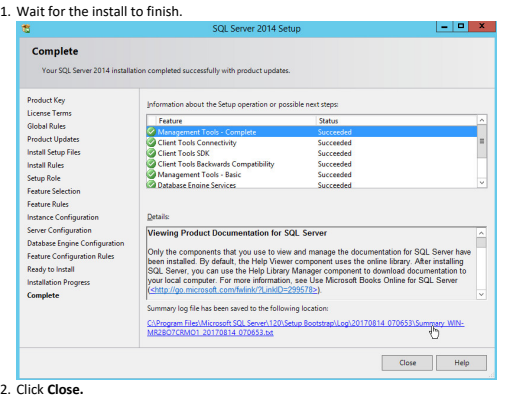 1. Wait for the install to finish.
SQL Server 2014 Setup
Complete
Your SQL Server 2014 installation completed successfully with product updates.
Product Key
License Terms
Global Rules
Product Updates
Install Setup Files
Install Rules
Setup Role
Feature Selection
Feature Rules
Instance Configuration
Server Configuration
Database Engine Configuration
Feature Configuration Rules
Ready to Install
Installation Progress
Complete
Information about the Setup operation or possible next steps:
Feature Status
Management Tools - Complete Succeeded
Client Tools Connectivity Succeeded
Client Tools SDK Succeeded
Client Tools Backwards Compatibility Succeeded
Management Tools - Basic Succeeded
Database Engine Services Succeeded
Details:
Viewing Product Documentation for SQL Server
Only the components that you use to view and manage the documentation for SQL Server have
been installed. By default, the Help Viewer component uses the online library. After installing
SQL Server, you can use the Help Library Manager component to download documentation to
your local computer. For more information, see Use Microsoft Books Online for SQL Server
(<http://go.microsoft.com/fwlink/?LinkID=299578>).
Summary log file has been saved to the following location:
C:\Program Files\Microsoft SQL Server\120\Setup Bootstrap\Log\20170814_070653\Summary_WIN-
MR2BO7CRMO1_20170814_070653.txt
Close Help
2. Click Close.